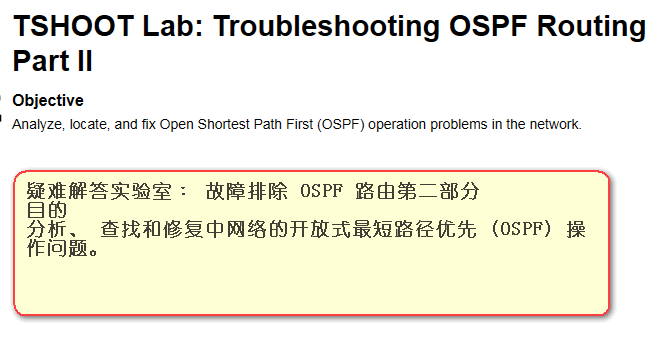 TSHOOT Lab: Troubleshooting OSPF Routing
Part II
Objective
Analyze, locate, and fix Open Shortest Path First (OSPF) operation problems in the network.
疑难解答实验室： 故障排除 OSPF 路由第二部分
目的
分析、 查找和修复中网络的开放式最短路径优先 (OSPF) 操
作问题。